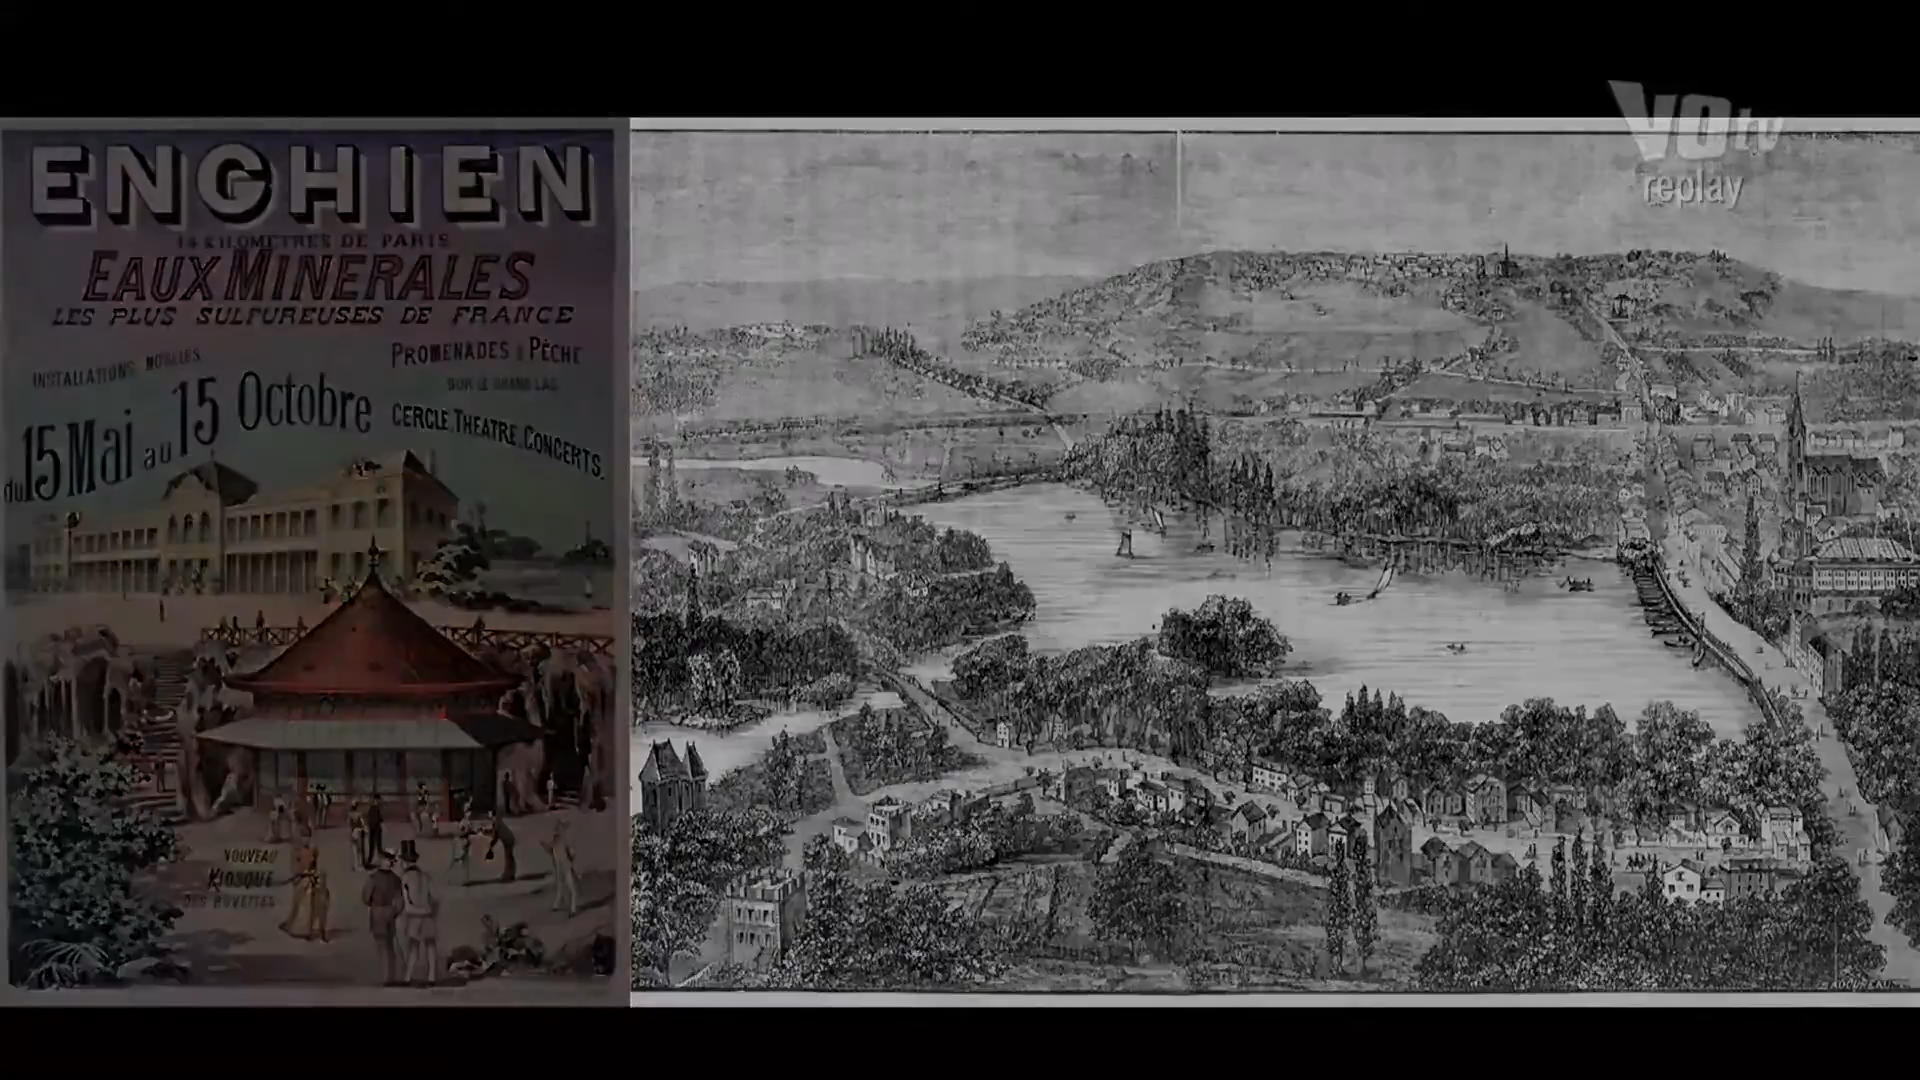 ENGHIEN
14 KILOMETRES DE PARIS
EAUX MINERALES
LES PLUS SULFUREUSES DE FRANCE
INSTALLATIONS
PROMENADES & PÊCHE
SUR LE GRAND LAC
du 15 Mai au 15 Octobre
CERCLE, THEATRE, CONCERTS.
NOUVEAU
KIOSQUE
DES BUVETTES
VOtv
replay